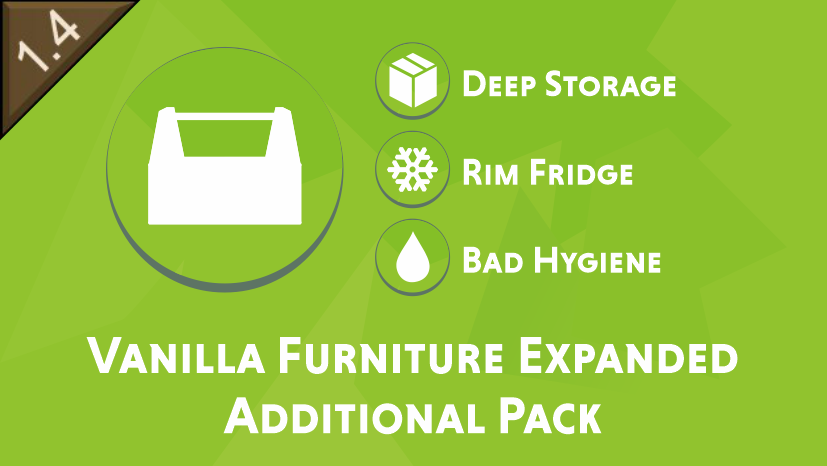 1.4
Deep Storage
Rim Fridge
Bad Hygiene
Vanilla Furniture Expanded
Additional Pack